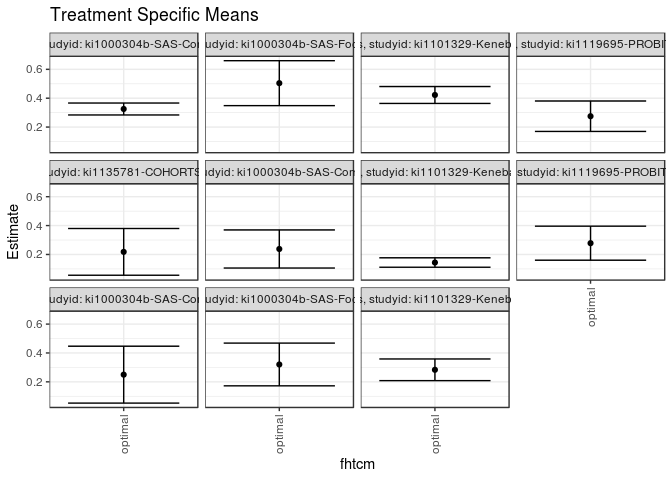 Treatment Specific Means
studyid: ki1000304b-SAS-Co
studyid: ki1000304b-SAS-Foo
, studyid: ki1101329-Keneb
, studyid: ki1119695-PROBIT
0.6
0.4
0.2
studyid: ki1135781-COHORTS
studyid: ki1000304b-SAS-Com
, studyid: ki1101329-Keneba
studyid: ki1119695-PROBIT
0.6
0.4
0.2
optimal
studyid: ki1000304b-SAS-Co
studyid: ki1000304b-SAS-Foo
s, studyid: ki1101329-Keneb
0.6
0.4
0.2
optimal
optimal
optimal
Estimate
fhtcm